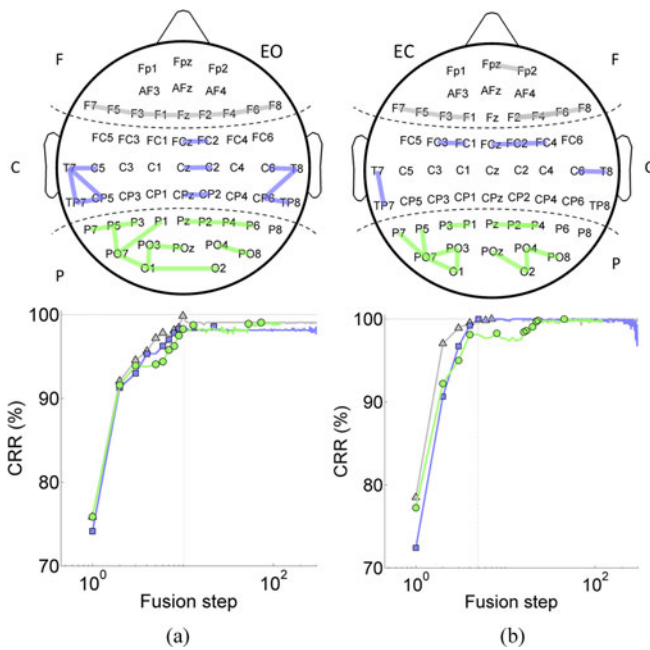 F EO
Fp1 Fpz Fp2
AF3 AFz AF4
F7 F5 F3 F1 Fz F2 F4 F6 F8
FC5 FC3 FC1 FCz FC2 FC4 FC6
C T7 C5 C3 C1 Cz C2 C4 C6 T8
TP7 CP5 CP3 CP1 CPz CP2 CP4 CP6 TP8
P7 P5 P3 P1 Pz P2 P4 P6 P8
PO7 PO3 POz PO4 PO8
O1 O2
P
EC F
Fp1 Fpz Fp2
AF3 AFz AF4
F7 F5 F3 F1 Fz F2 F4 F6 F8
FC5 FC3 FC1 FCz FC2 FC4 FC6
T7 C5 C3 C1 Cz C2 C4 C6 T8 C
TP7 CP5 CP3 CP1 CPz CP2 CP4 CP6 TP8
P7 P5 P3 P1 Pz P2 P4 P6 P8
PO7 PO3 POz PO4 PO8
O1 O2
P
CRR (%)
100
90
80
70
10⁰ 10²
Fusion step
(a)
CRR (%)
100
90
80
70
10⁰ 10²
Fusion step
(b)